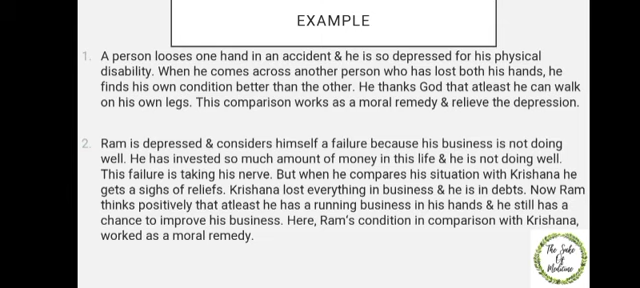 EXAMPLE
1. A person looses one hand in an accident & he is so depressed for his physical
disability. When he comes across another person who has lost both his hands, he
finds his own condition better than the other. He thanks God that atleast he can walk
on his own legs. This comparison works as a moral remedy & relieve the depression.
2. Ram is depressed & considers himself a failure because his business is not doing
well. He has invested so much amount of money in this life & he is not doing well.
This failure is taking his nerve. But when he compares his situation with Krishana he
gets a sighs of reliefs. Krishana lost everything in business & he is in debts. Now Ram
thinks positively that atleast he has a running business in his hands & he still has a
chance to improve his business. Here, Ram's condition in comparison with Krishana,
worked as a moral remedy.
The Sake
Of
Medicine